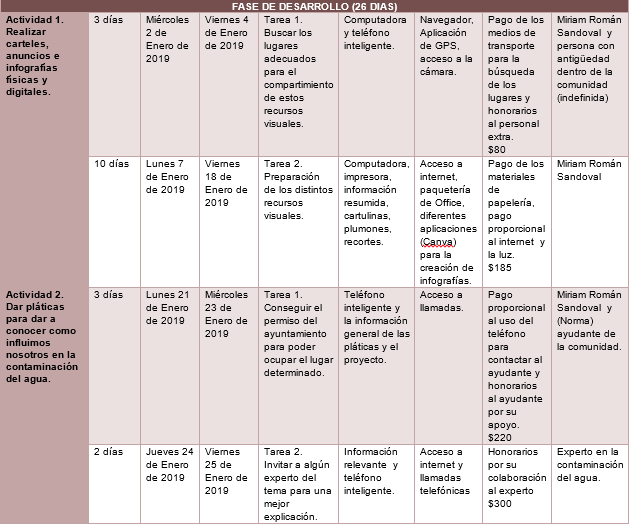 FASE DE DESARROLLO (26 DIAS)
Actividad 1.
Realizar
carteles,
anuncios e
infografías
físicas y
digitales.
3 días
Miércoles
2 de
Enero de
2019
Viernes 4
de Enero
de 2019
Tarea 1.
Buscar los
lugares
adecuados
para el
compartimiento
de estos
recursos
visuales.
Computadora
y teléfono
inteligente.
Navegador,
Aplicación
de GPS,
acceso a la
cámara.
Pago de los
medios de
transporte
para la
búsqueda
de los
lugares y
honorarios
al personal
extra.
$80
Miriam Román
Sandoval y
persona con
antigüedad
dentro de la
comunidad
(indefinida)
10 días
Lunes 7
de Enero
de 2019
Viernes
18 de
Enero de
2019
Tarea 2.
Preparación
de los distintos
recursos
visuales.
Computadora,
impresora,
información
resumida,
cartulinas,
plumones,
recortes.
Acceso a
internet,
paquetería
de Office,
diferentes
aplicaciones
(Canva)
para la
creación de
infografías.
Pago de los
materiales
de
papelería,
pago
proporcional
al internet y
la luz.
$185
Miriam Román
Sandoval
Actividad 2.
Dar pláticas
para dar a
conocer como
influimos
nosotros en la
contaminación
del agua.
3 días
Lunes 21
de Enero
de 2019
Miércoles
23 de
Enero de
2019
Tarea 1.
Conseguir el
permiso del
ayuntamiento
para poder
ocupar el lugar
determinado.
Teléfono
inteligente y
la información
general de las
pláticas y el
proyecto.
Acceso a
llamadas.
Pago
proporcional
al uso del
teléfono
para
contactar al
ayudante y
honorarios
al ayudante
por su
apoyo.
$220
Miriam Román
Sandoval y
(Norma)
ayudante de
la comunidad.
2 días
Jueves 24
de Enero
de 2019
Viernes
25 de
Enero de
2019
Tarea 2.
Invitar a algún
experto del
tema para una
mejor
explicación.
Información
relevante y
teléfono
inteligente.
Acceso a
internet y
llamadas
telefónicas
Honorarios
por su
colaboración
al experto
$300
Experto en la
contaminación
del agua.